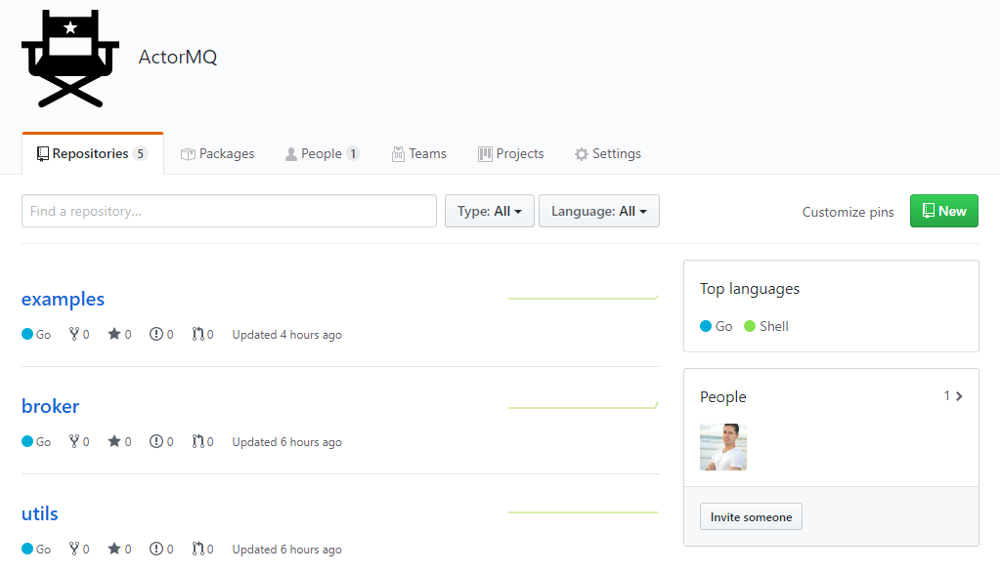 ActorMQ
Repositories 5 Packages People 1 Teams Projects Settings
Find a repository... Type: All Language: All Customize pins New
examples
Go 0 0 0 0 Updated 4 hours ago
broker
Go 0 0 0 0 Updated 6 hours ago
utils
Go 0 0 0 0 Updated 6 hours ago
Top languages
Go Shell
People 1
Invite someone